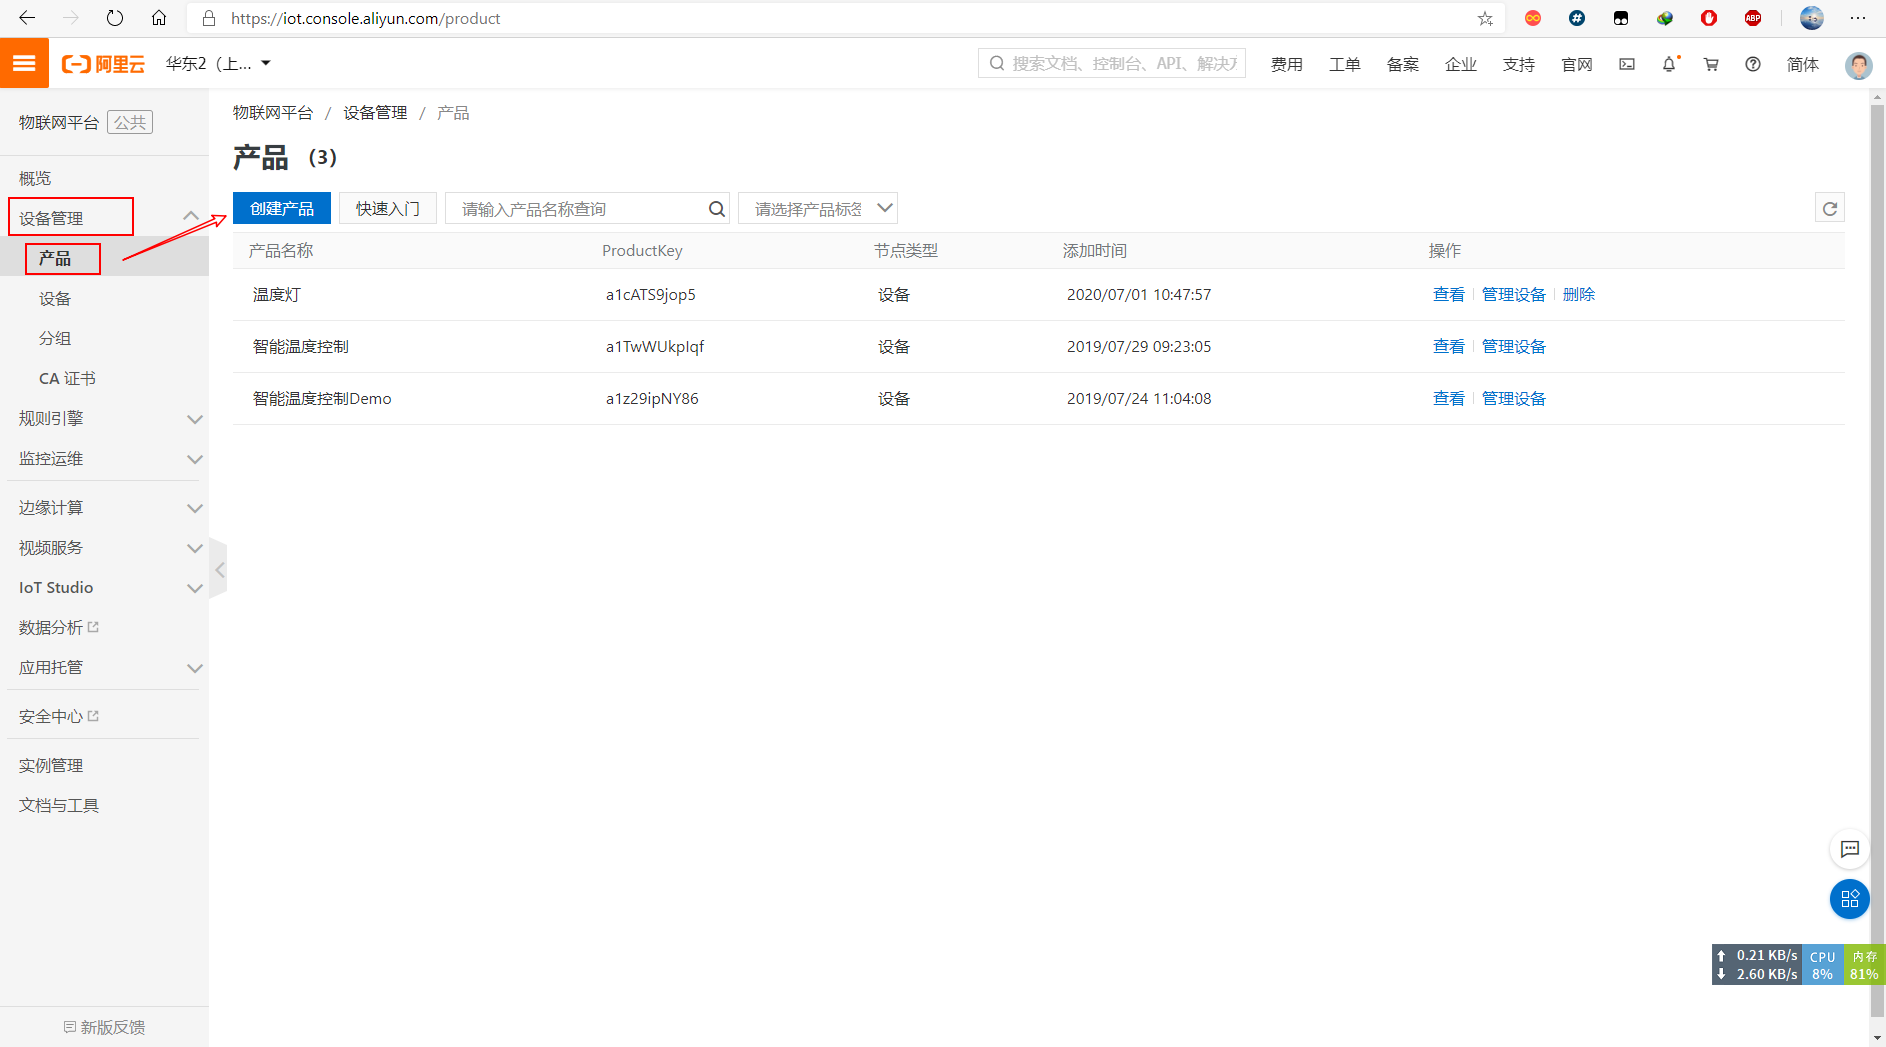 https://iot.console.aliyun.com/product
阿里云
华东2（上...
搜索文档、控制台、API、解决方
费用
工单
备案
企业
支持
官网
简体
物联网平台 公共
概览
设备管理
产品
设备
分组
CA 证书
规则引擎
监控运维
边缘计算
视频服务
IoT Studio
数据分析
应用托管
安全中心
实例管理
文档与工具
新版反馈
物联网平台 / 设备管理 / 产品
产品 （3）
创建产品 快速入门 请输入产品名称查询 请选择产品标签
产品名称 ProductKey 节点类型 添加时间 操作
温度灯 a1cATS9jop5 设备 2020/07/01 10:47:57 查看 管理设备 删除
智能温度控制 a1TwWUkpIqf 设备 2019/07/29 09:23:05 查看 管理设备
智能温度控制Demo a1z29ipNY86 设备 2019/07/24 11:04:08 查看 管理设备
0.21 KB/s CPU 内存
2.60 KB/s 8% 81%
ABP